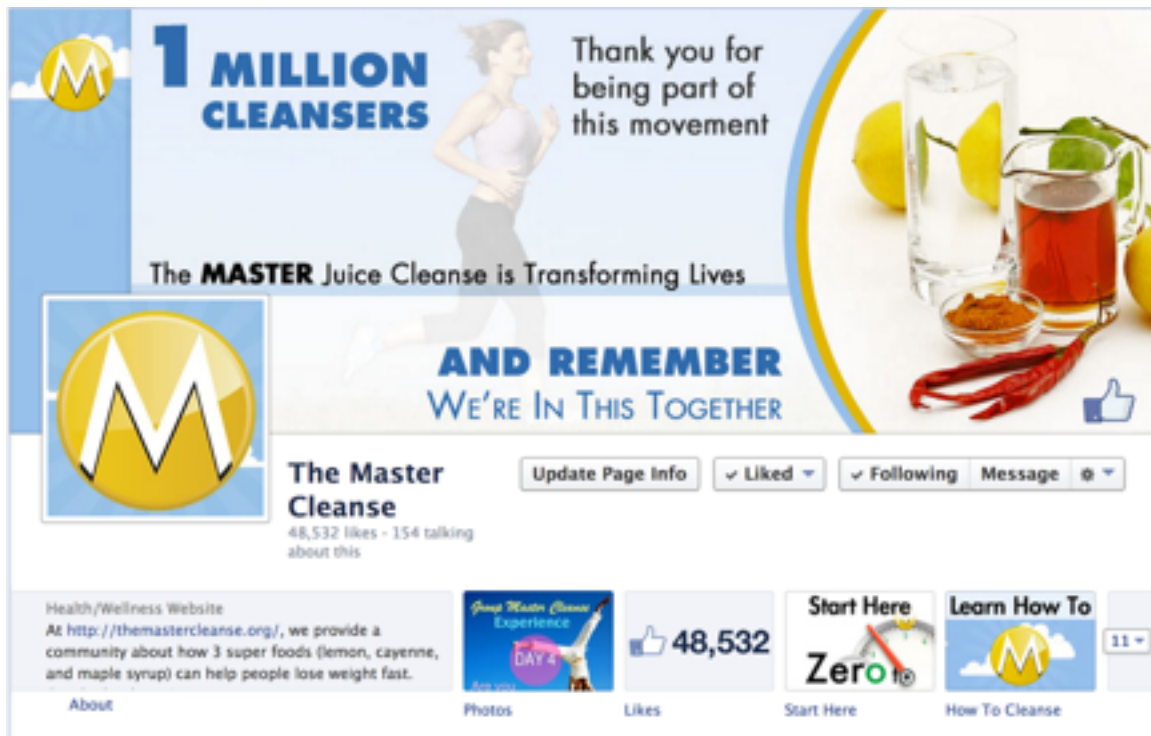 M
1 MILLION
CLEANSERS
Thank you for
being part of
this movement
The MASTER Juice Cleanse is Transforming Lives
AND REMEMBER
WE'RE IN THIS TOGETHER
M
The Master
Cleanse
48,532 likes - 154 talking
about this
Update Page Info
Liked
Following
Message
Health/Wellness Website
At http://themastercleanse.org/, we provide a
community about how 3 super foods (lemon, cayenne,
and maple syrup) can help people lose weight fast.
About
Group Master Cleanse
Experience
DAY 4
Are you
Photos
48,532
Likes
Start Here
Zero to
Start Here
Learn How To
M
How To Cleanse
11